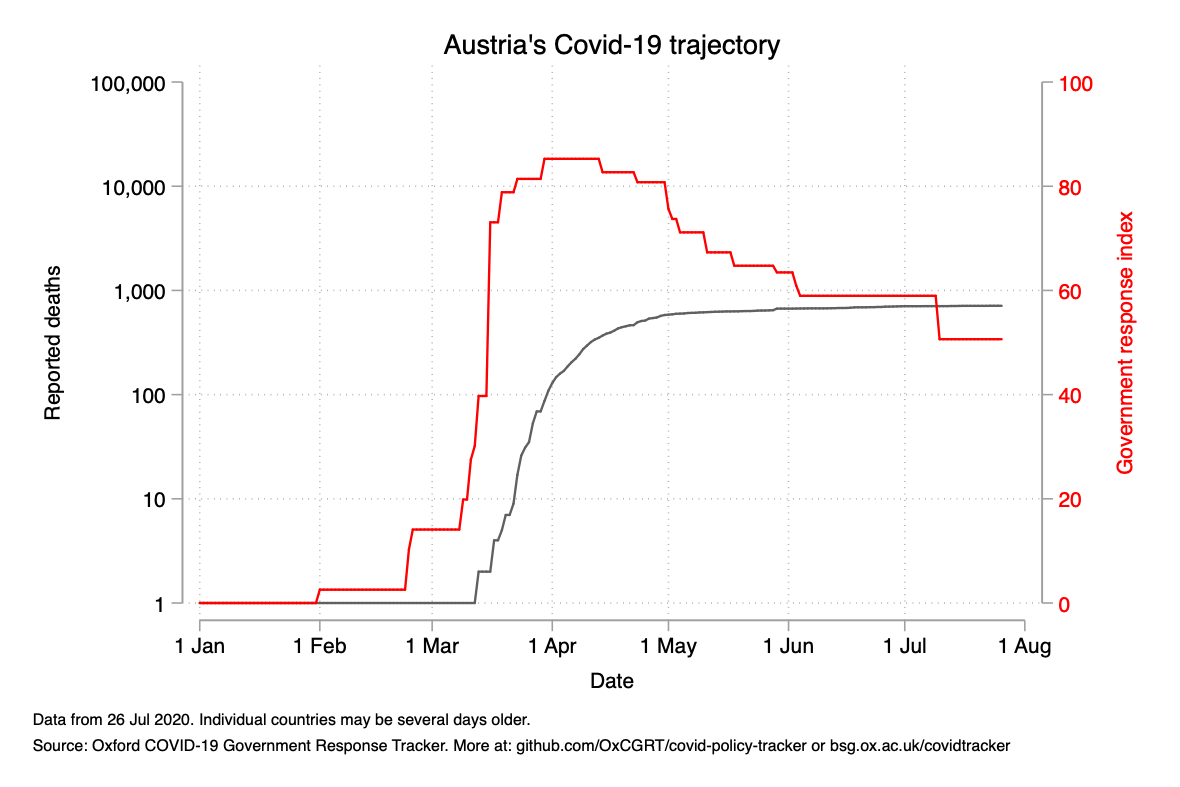 Austria's Covid-19 trajectory
100,000
10,000
1,000
100
10
1
Reported deaths
100
80
60
40
20
0
Government response index
1 Jan 1 Feb 1 Mar 1 Apr 1 May 1 Jun 1 Jul 1 Aug
Date
Data from 26 Jul 2020. Individual countries may be several days older.
Source: Oxford COVID-19 Government Response Tracker. More at: github.com/OxCGRT/covid-policy-tracker or bsg.ox.ac.uk/covidtracker